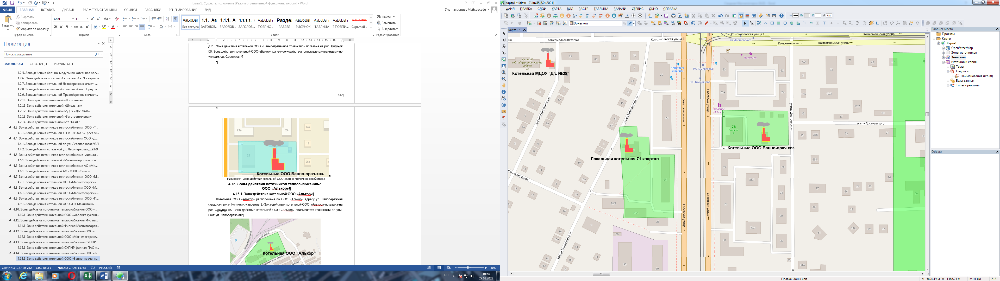 Глава 1. Существ. положение [Режим ограниченной функциональности] - Word
ФАЙЛ ГЛАВНАЯ ВСТАВКА ДИЗАЙН РАЗМЕТКА СТРАНИЦЫ ССЫЛКИ РАССЫЛКИ РЕЦЕНЗИРОВАНИЕ ВИД
Учетная запись Майкрософт
Вставить
Вырезать
Копировать
Формат по образцу
Буфер обмена
Arial 11
Ж К Ч
Шрифт
Абзац
АаБбВвГ 1.1. Аа 1.1.1. А 1.1.1.1. АаБбВвГг Раздел АаБбВвГ АаБбВвГг АаБбВвГг АаБбВвГ
Без отступа ЗАГОЛОВ... ЗАГОЛОВ... ЗАГОЛОВ... ПОДРИС... РАЗДЕЛ РИСУНОК ТАБЛИЦА ¶ ПОДПИ... Скрытый...
Стили
Найти
Заменить
Выделить
Редактирование
Навигация
Поиск в документе
ЗАГОЛОВКИ СТРАНИЦЫ РЕЗУЛЬТАТЫ
4.2.5. Зона действия блочно-модульная котельная пос....
4.2.6. Зона действия локальной котельной в 71 квартале
4.2.7. Зона действия котельной Левобережных очистн...
4.2.8. Зона действия локальной котельной пос. Приура...
4.2.9. Зона действия котельной Правобережных очист...
4.2.10. Зона действия котельной «Восточная»
4.2.11. Зона действия котельной «Школьная»
4.2.12. Зона действия котельной МДОУ «Д/с №28»
4.2.13. Зона действия котельной «Заготовительная»
4.2.14. Зона действия котельной МУ "КСАГ"
4.3. Зоны действия источников теплоснабжения ООО «Т...
4.3.1. Зона действия котельной УП ЖБИ ООО «Трест М...
4.4. Зоны действия источников теплоснабжения ООО «Д...
4.4.1. Зона действия котельной по ул. Лесопарковая 93/1
4.4.2. Зона действия котельной ул. Лесопарковая, д.93/9
4.5. Зоны действия источников теплоснабжения Филиал...
4.5.1. Зона действия котельной «Магнитогорского пси...
4.6. Зоны действия источников теплоснабжения АО «МК...
4.6.1. Зона действия котельной АО «МКХП-Ситно»
4.7. Зоны действия источников теплоснабжения ООО «М...
4.7.1. Зона действия котельной ООО «Магнитогорский...
4.8. Зоны действия источников теплоснабжения ООО «М...
4.8.1. Зона действия котельной ООО «Магнитогорский...
4.9. Зоны действия источников теплоснабжения ООО «П...
4.9.1. Зона действия котельной ООО «ПК Макинтош»
4.10. Зоны действия источников теплоснабжения ООО «...
4.10.1. Зона действия котельной ООО «Фабрика кухонн...
4.11. Зоны действия источников теплоснабжения Филиа...
4.11.1. Зона действия котельной Филиал Магнитогорск...
4.12. Зоны действия источников теплоснабжения ООО «...
4.12.1. Зона действия котельной ООО «Магнитогорски...
4.13. Зоны действия источников теплоснабжения СУПНР...
4.13.1. Зона действия котельной СУПНР филиал ПАО «...
4.14. Зоны действия источников теплоснабжения ООО «Б...
4.14.1. Зона действия котельной ООО «Банно-прачечн...
д.25. Зона действия котельной ООО «Банно-прачечное хозяйство» показана на рис. Рисунок
56. Зона действия котельной ООО «Банно-прачечное хозяйство» описывается границами по
улицам: ул. Советская.¶
¶
147¶
¶
23а 24 17а
25 15
25а
Котельные ООО Банно-прач.хоз.
Рисунок 61. Зона действия котельной ООО «Банно-прачечное хозяйство»¶
4.15. Зоны действия источников теплоснабжения
ООО «Алькор»¶
4.15.1. Зона действия котельной ООО «Алькор»¶
Котельная ООО «Алькор» расположена по ООО «Алькор» адресу ул. Левобережная
складная зона 1-я линия, строение 3. Зона действия котельной ООО «Алькор» показана на
рис. Рисунок 56. Зона действия котельной ООО «Алькор» описывается границами по ули-
цам: ул. Левобережная.¶
Складская улица
Котельная ООО "Алькор"
СТРАНИЦА 147 ИЗ 252 СТОЛБЕЦ: 1 ЧИСЛО СЛОВ: 61753 РУССКИЙ 80%
RU 10:54
27.01.2023
Карта1 * (alex) - ZuluGIS 8.0 (2021)
ФАЙЛ ПРАВКА СЛОЙ КАРТА ВИД РАСТР ТАБЛИЦА ЗАДАЧИ СЕРВИС ОКНО СПРАВКА
Зоны коп
Карта1 *
Комсомольская улица Комсомольская улица Комсомольская улица Комсомольская улица
Ул. Достоевского
Детский
сад общеразвивающего
вида №
28
Котельная МДОУ "Д/с №28"
Кинотеатр
«Родина»
Ул. Тимирязева
Ул. Тимирязева
Виктория
Красное
& белое
Каслинский переулок
улица Тимирязева
Советская улица
Советская улица
улица Достоевского
улица Достоевского
Баня №
4
Котельные ООО Банно-прач.хоз.
Локальная котельная 71 квартал
улица Тимирязева
Советская улица
Советская улица
Рабочее место
Проекты
Карты
Карта1
OpenStreetMap
Зоны источников
Зоны коп
Источники копия
Темы
Надписи
Наименования ист. (0)
Базы данных
Типы и режимы
Объект
Правка: Зоны коп
X: 5694.49 м Y: -1368.23 м М1:1348 Z18